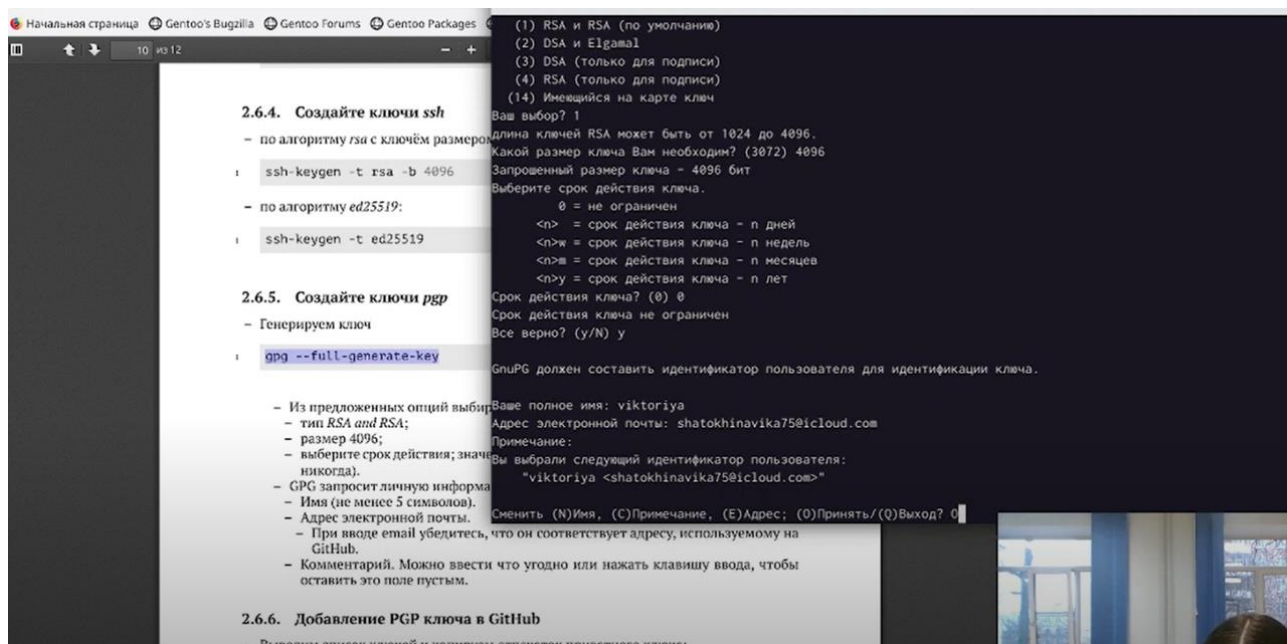 Начальная страница Gentoo's Bugzilla Gentoo Forums Gentoo Packages
10 из 12
2.6.4. Создайте ключи ssh
– по алгоритму rsa с ключём размером
1 ssh-keygen -t rsa -b 4096
– по алгоритму ed25519:
1 ssh-keygen -t ed25519
2.6.5. Создайте ключи pgp
– Генерируем ключ
1 gpg --full-generate-key
– Из предложенных опций выбир
– тип RSA and RSA;
– размер 4096;
– выберите срок действия; значе
никогда).
– GPG запросит личную информа
– Имя (не менее 5 символов).
– Адрес электронной почты.
– При вводе email убедитесь, что он соответствует адресу, используемому на
GitHub.
– Комментарий. Можно ввести что угодно или нажать клавишу ввода, чтобы
оставить это поле пустым.
2.6.6. Добавление PGP ключа в GitHub
(1) RSA и RSA (по умолчанию)
(2) DSA и Elgamal
(3) DSA (только для подписи)
(4) RSA (только для подписи)
(14) Имеющийся на карте ключ
Ваш выбор? 1
длина ключей RSA может быть от 1024 до 4096.
Какой размер ключа Вам необходим? (3072) 4096
Запрошенный размер ключа - 4096 бит
Выберите срок действия ключа.
0 = не ограничен
<n> = срок действия ключа - n дней
<n>w = срок действия ключа - n недель
<n>m = срок действия ключа - n месяцев
<n>y = срок действия ключа - n лет
Срок действия ключа? (0) 0
Срок действия ключа не ограничен
Все верно? (y/N) y
GnuPG должен составить идентификатор пользователя для идентификации ключа.
Ваше полное имя: viktoriya
Адрес электронной почты: shatokhinavika75@icloud.com
Примечание:
Вы выбрали следующий идентификатор пользователя:
"viktoriya <shatokhinavika75@icloud.com>"
Сменить (N)Имя, (C)Примечание, (E)Адрес; (O)Принять/(Q)Выход? O